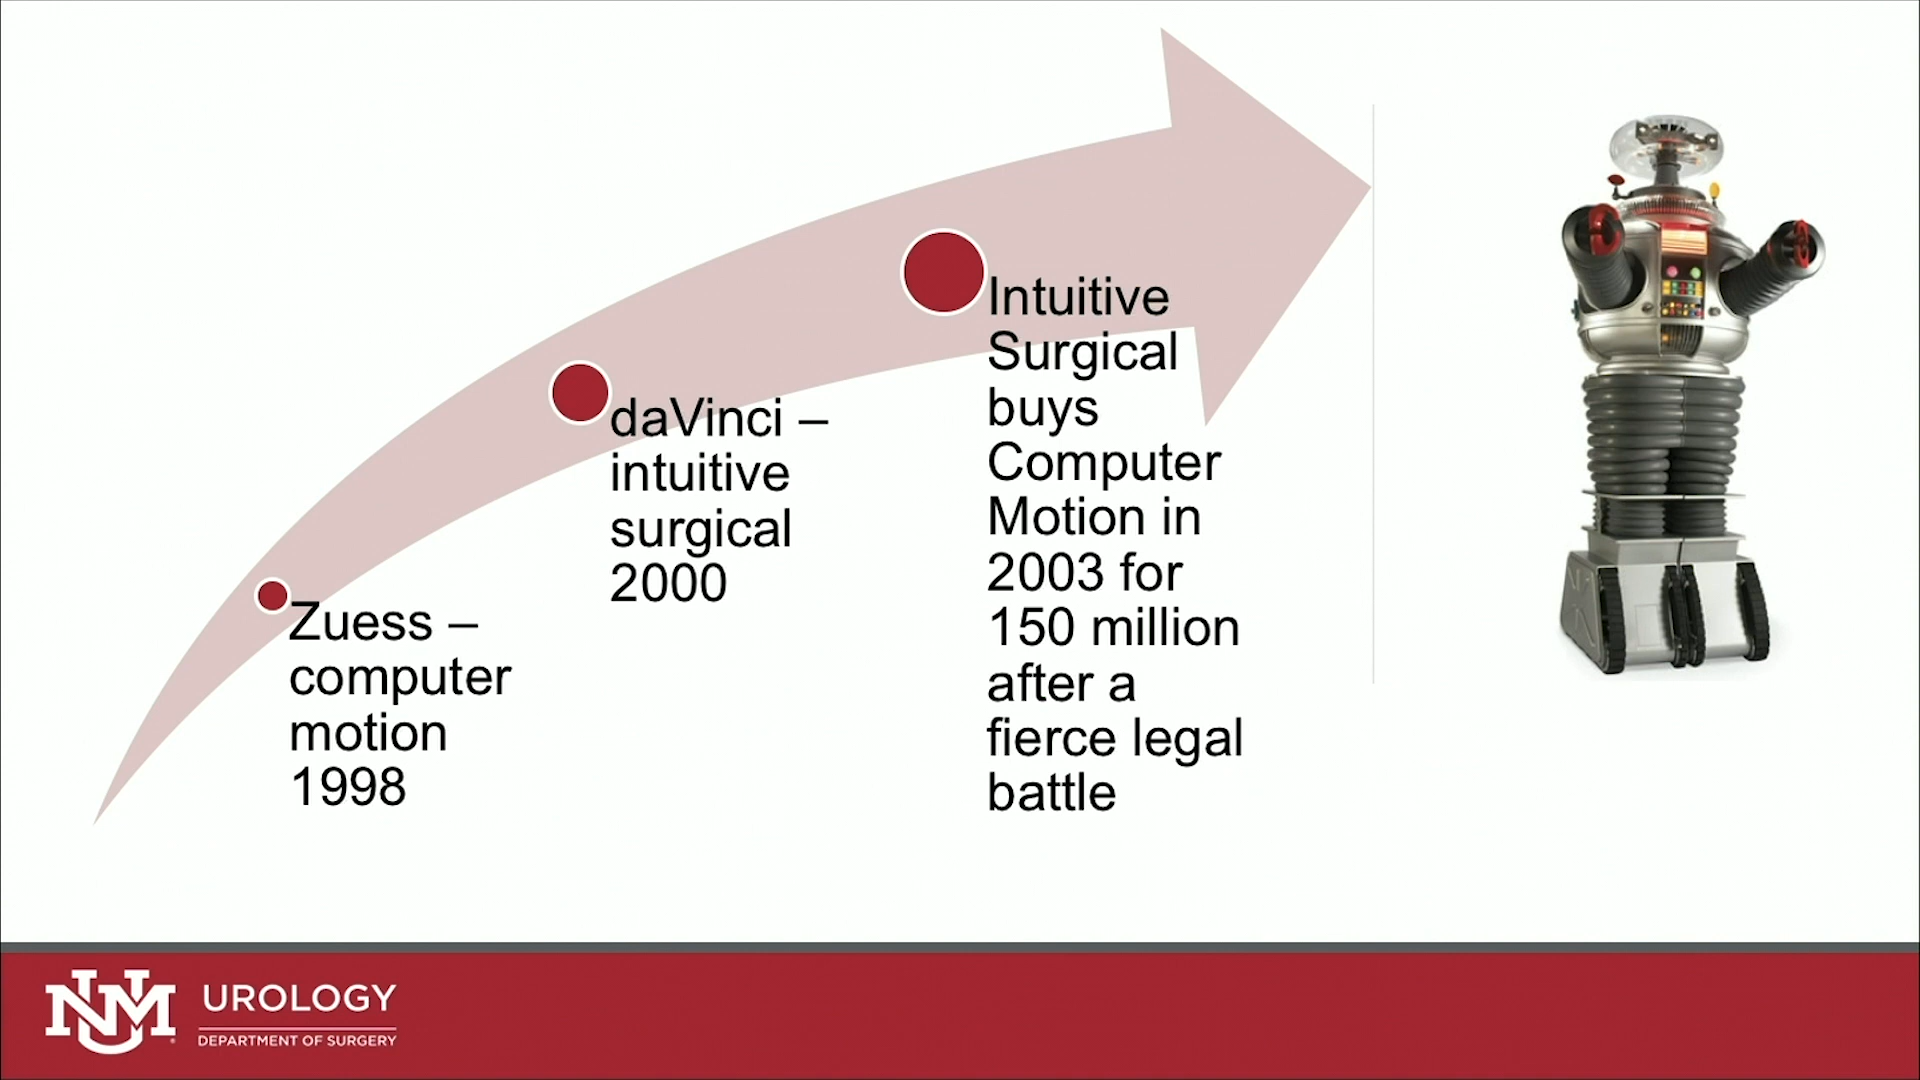 Zuess –
computer
motion
1998
daVinci –
intuitive
surgical
2000
Intuitive
Surgical
buys
Computer
Motion in
2003 for
150 million
after a
fierce legal
battle
NM UROLOGY
DEPARTMENT OF SURGERY